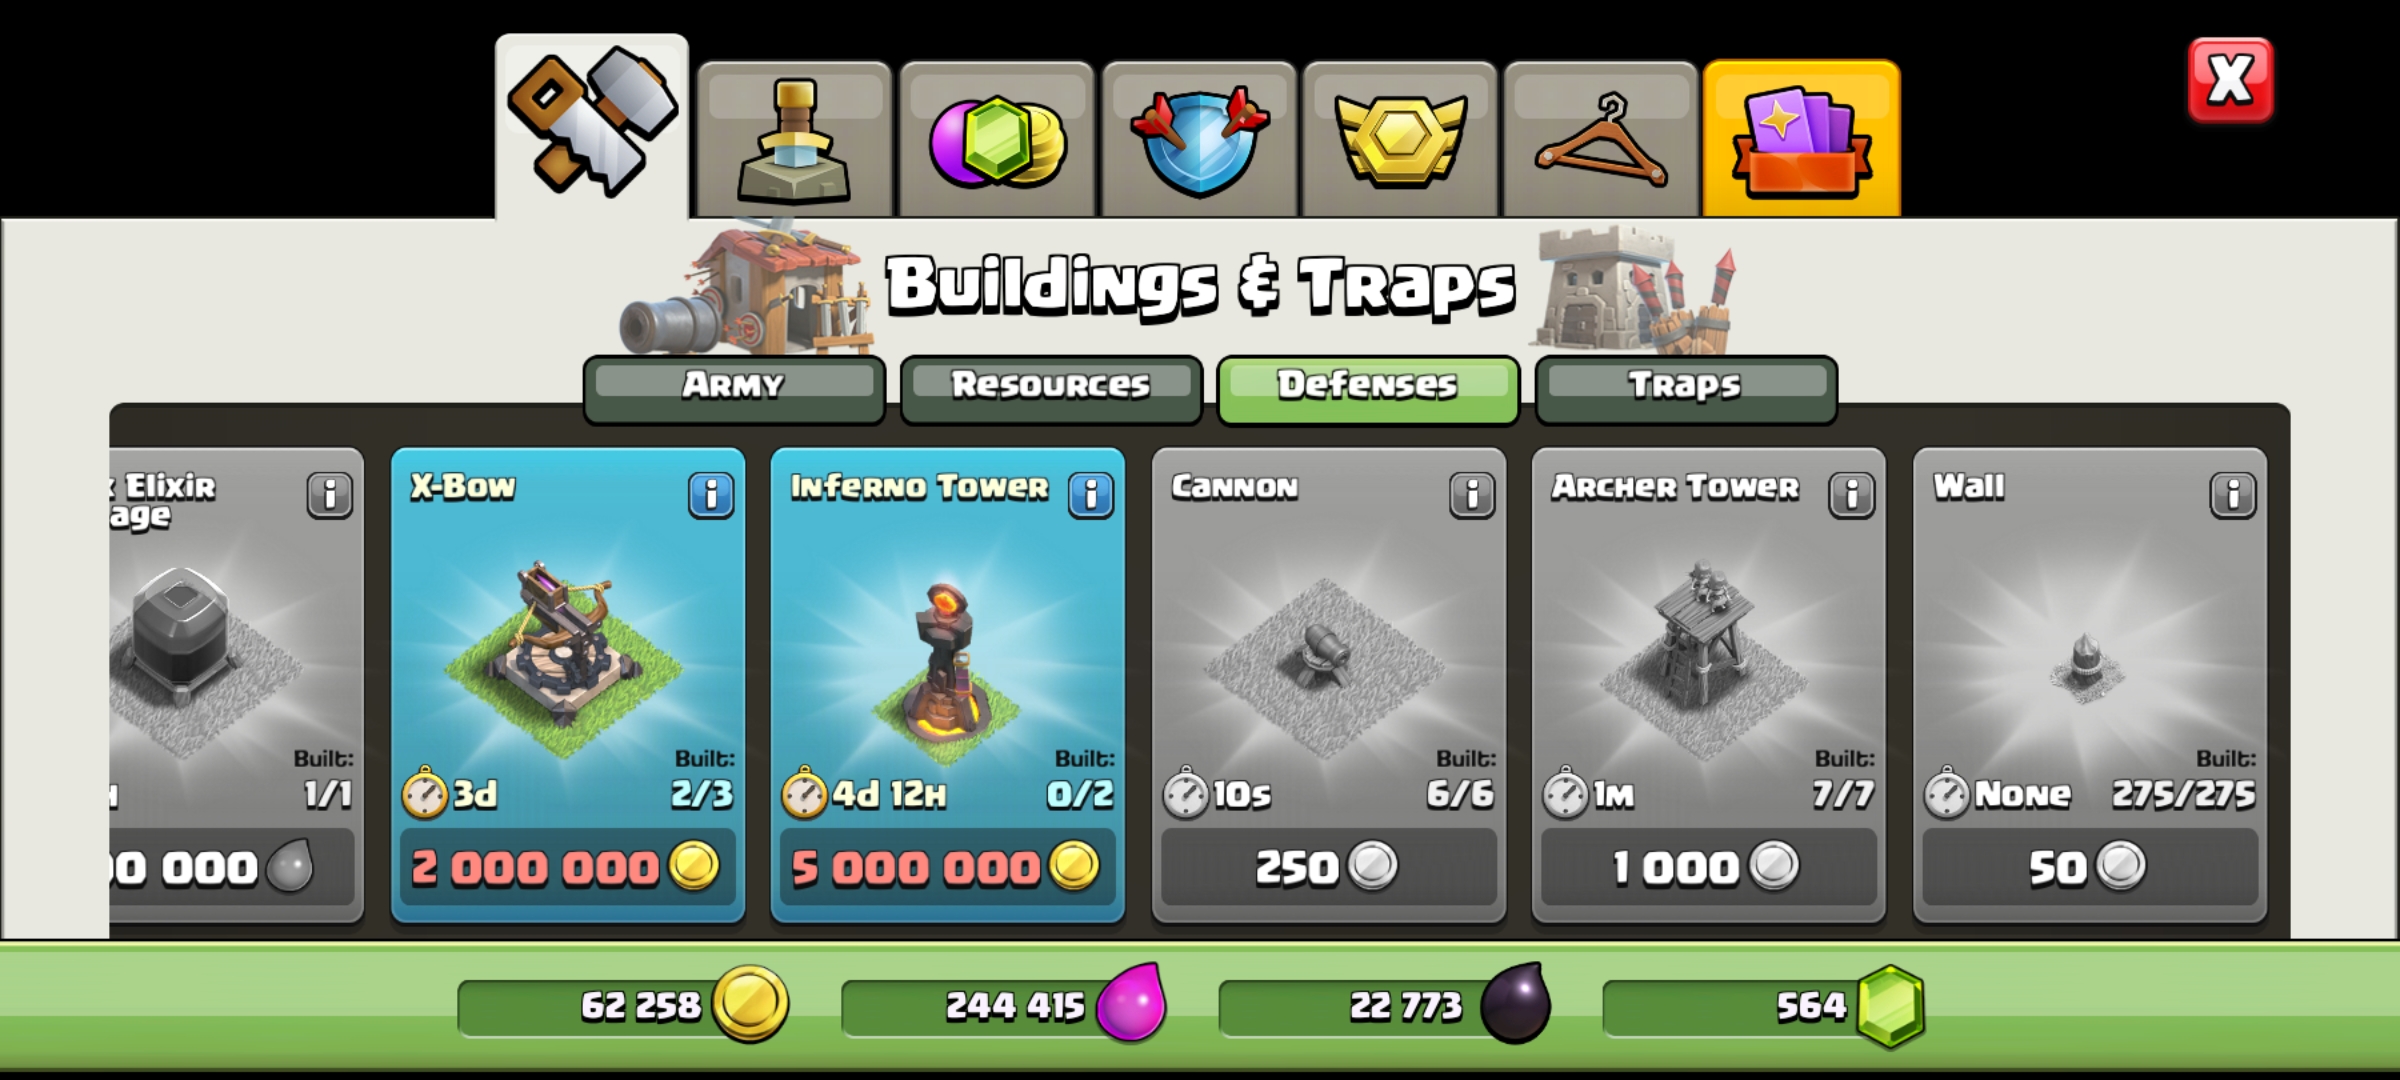 X
Buildings & Traps
Army
Resources
Defenses
Traps
Elixir
age
i
Built:
1/1
00 000
X-Bow
i
Built:
3d
2/3
2 000 000
Inferno Tower
i
Built:
4d 12H
0/2
5 000 000
Cannon
i
Built:
10s
6/6
250
Archer Tower
i
Built:
1M
7/7
1 000
Wall
i
Built:
None
275/275
50
62 258
244 415
22 773
564